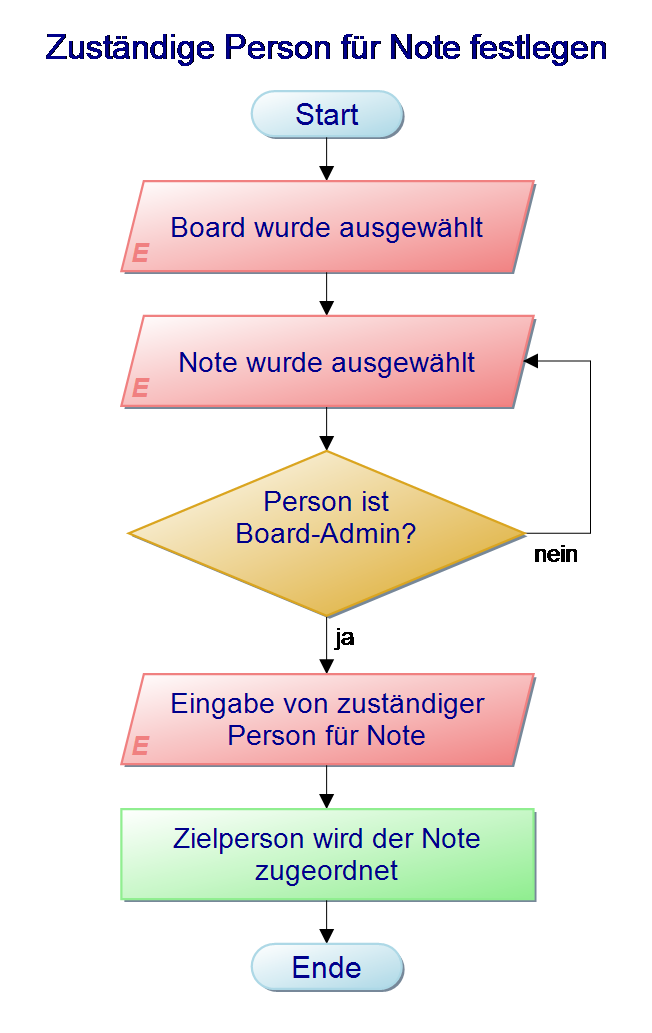 Zuständige Person für Note festlegen
Start
Board wurde ausgewählt
E
Note wurde ausgewählt
E
Person ist
Board-Admin?
nein
ja
Eingabe von zuständiger
Person für Note
E
Zielperson wird der Note
zugeordnet
Ende